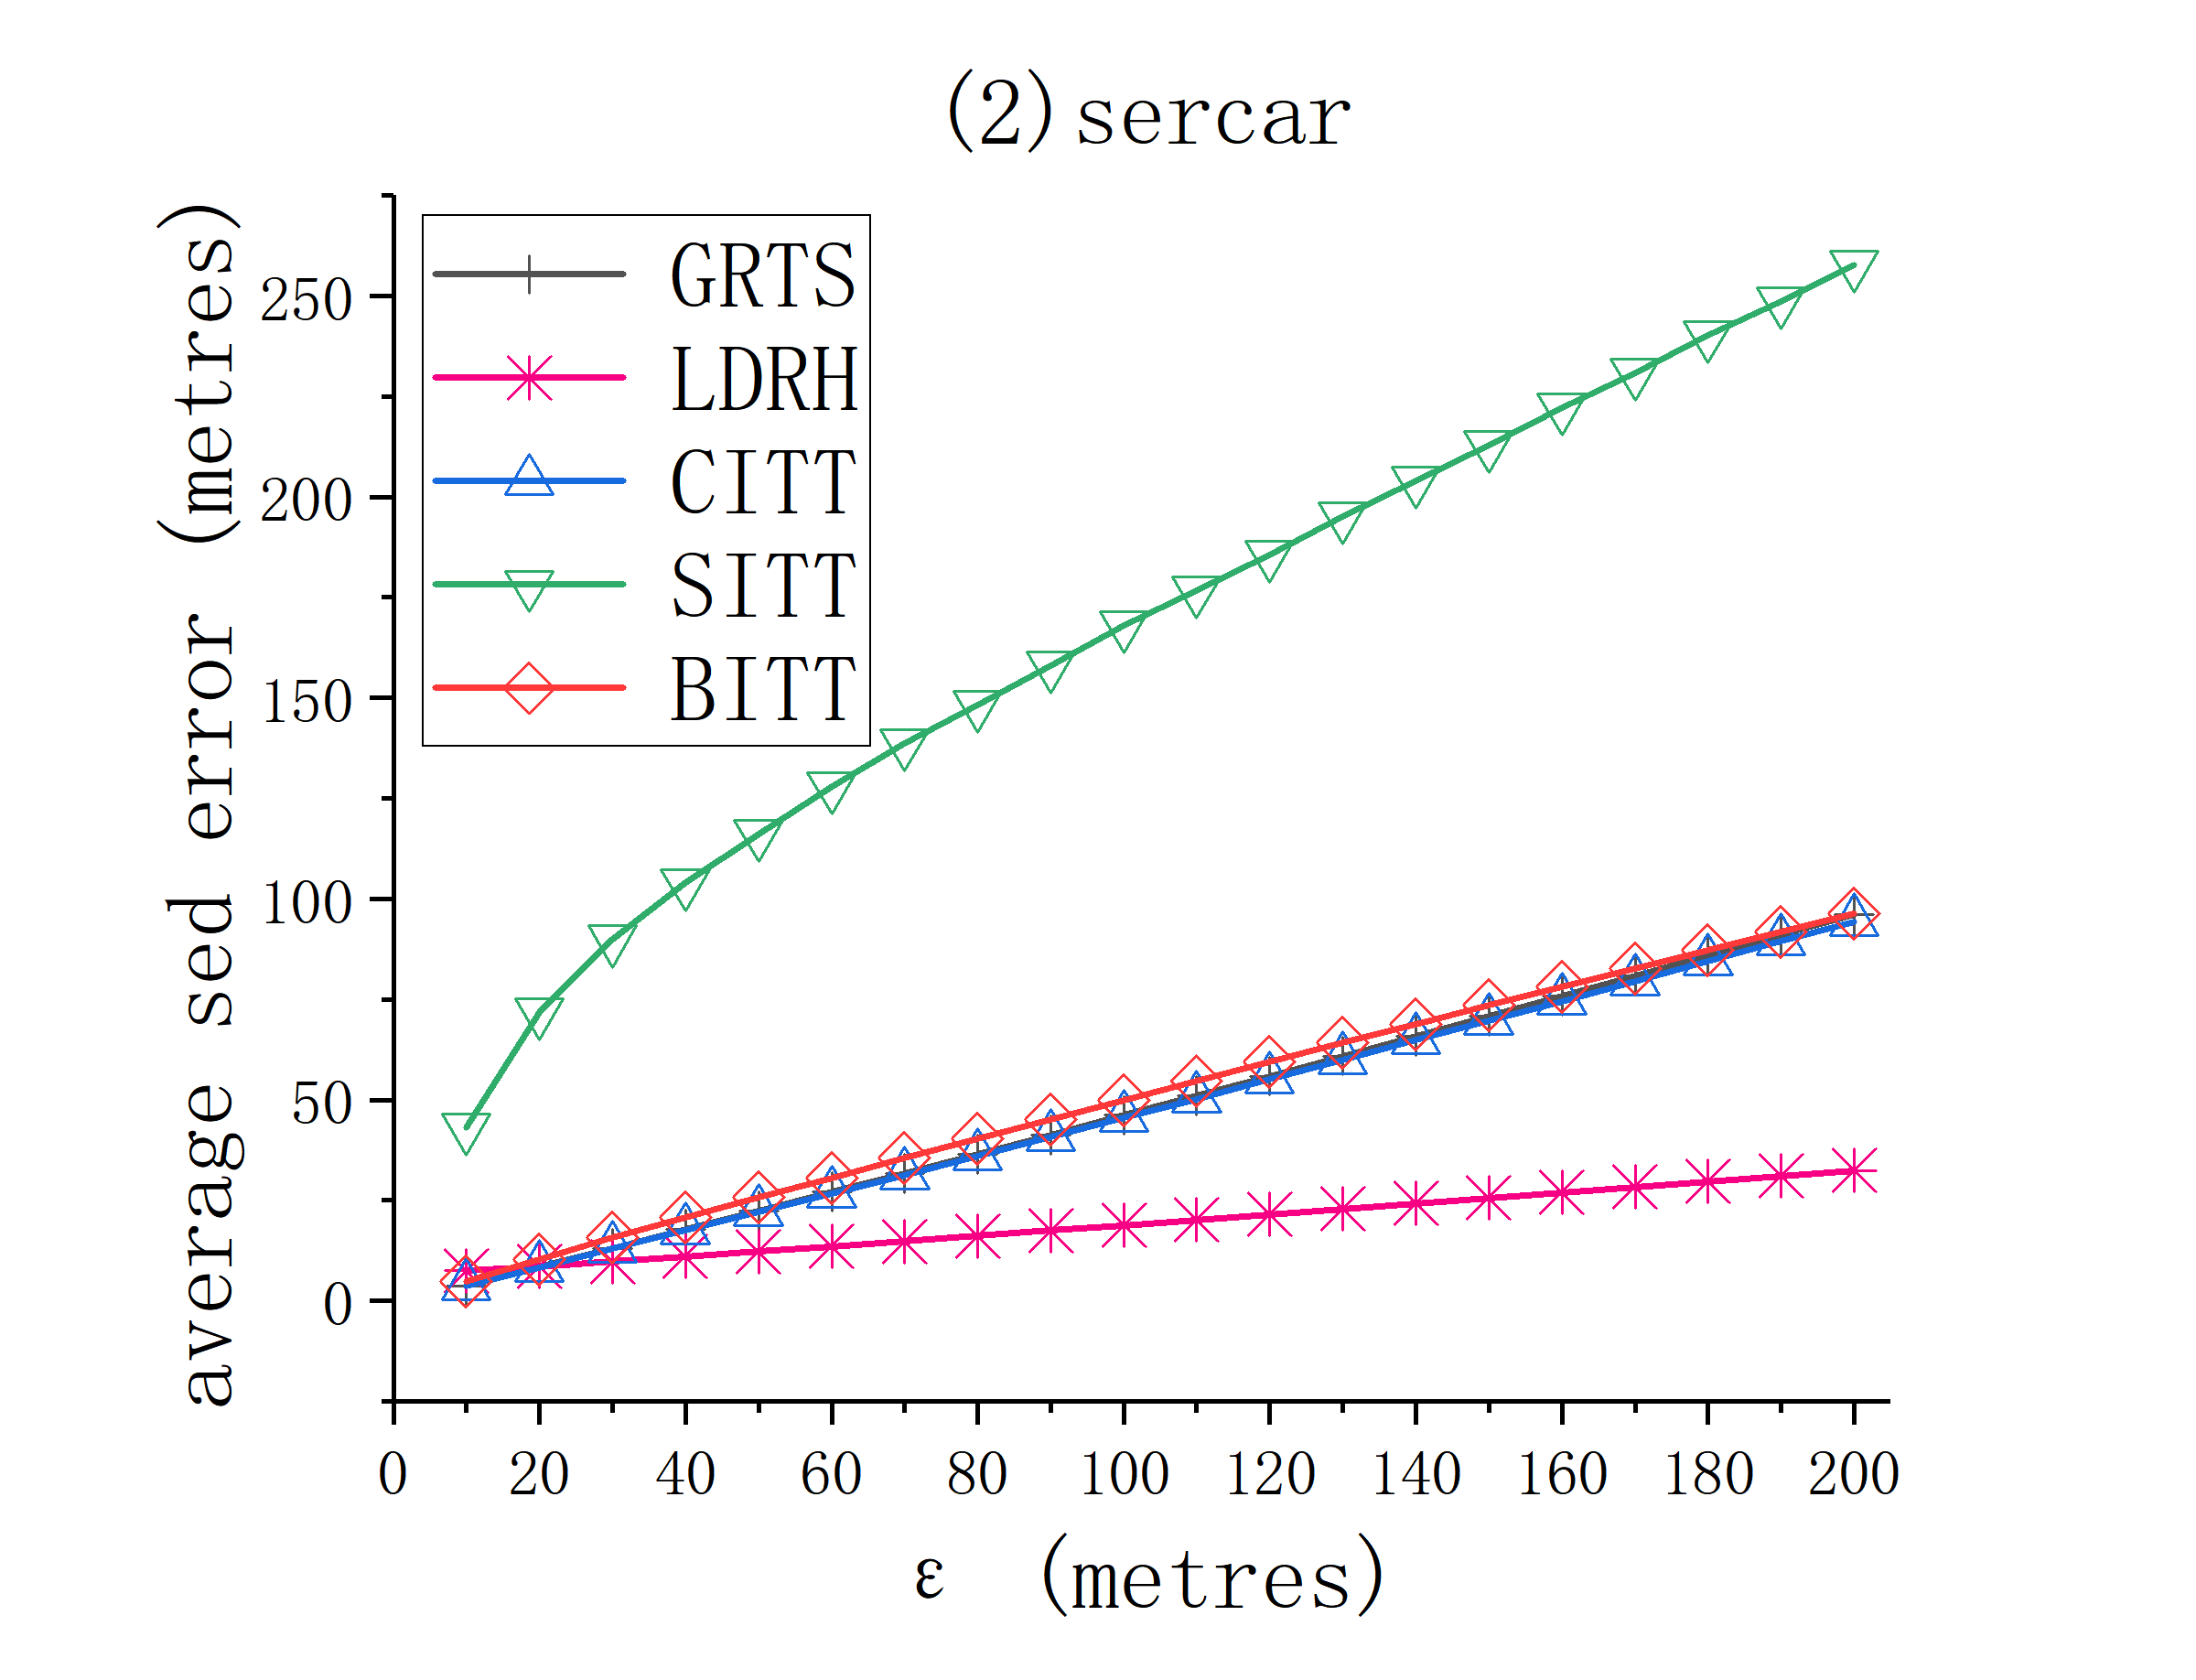 (2)sercar
average sed error (metres)
250
200
150
100
50
0
GRTS
LDRH
CITT
SITT
BITT
0 20 40 60 80 100 120 140 160 180 200
ε (metres)